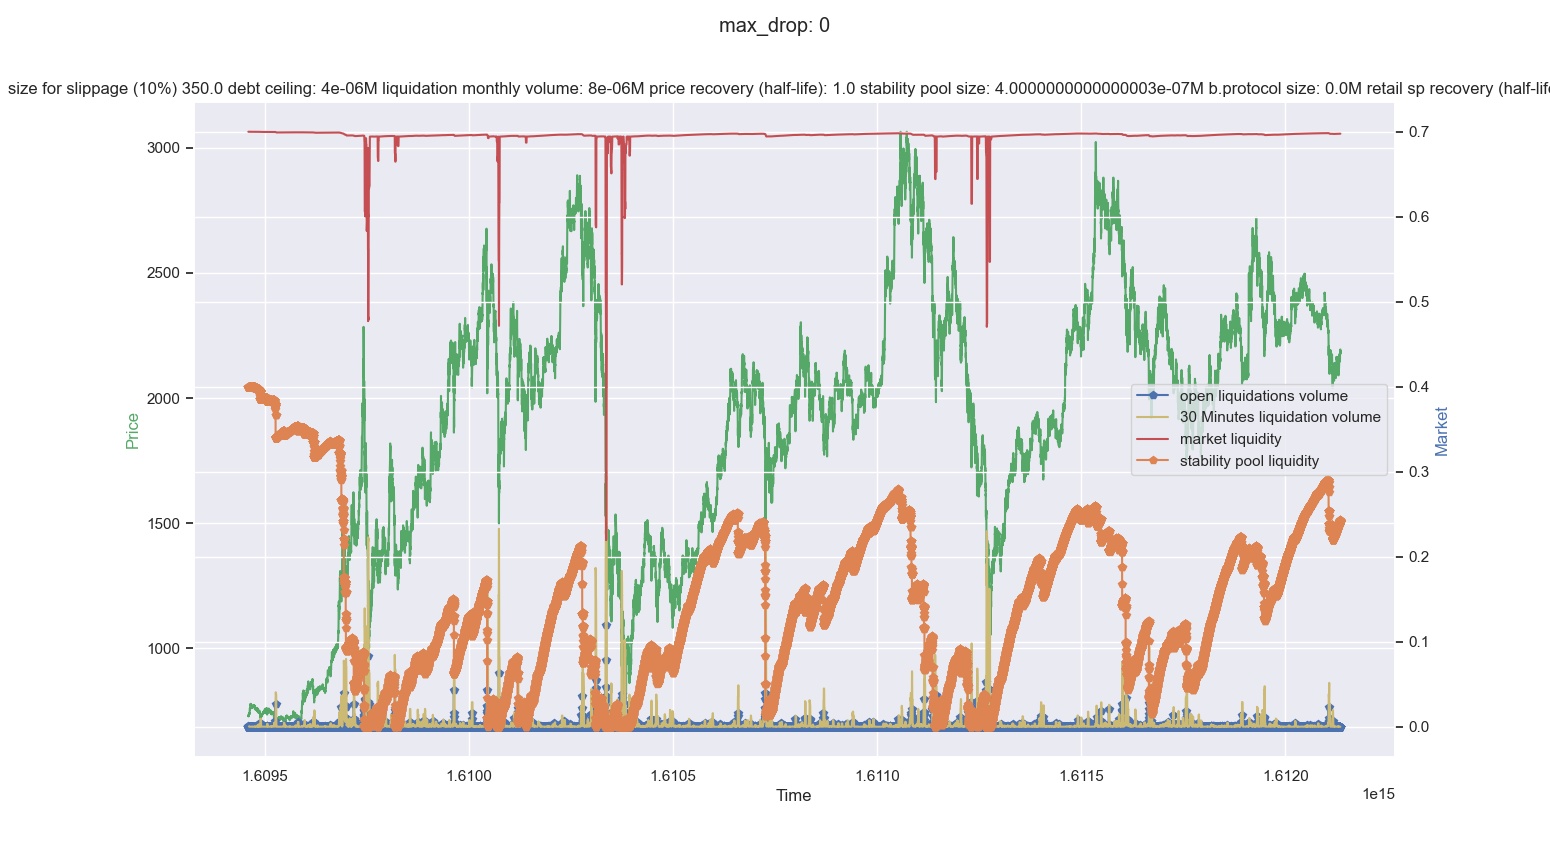 max_drop: 0
size for slippage (10%) 350.0 debt ceiling: 4e-06M liquidation monthly volume: 8e-06M price recovery (half-life): 1.0 stability pool size: 4.0000000000000003e-07M b.protocol size: 0.0M retail sp recovery (half-life
3000
2500
2000
1500
1000
Price
0.7
0.6
0.5
0.4
0.3
0.2
0.1
0.0
Market
open liquidations volume
30 Minutes liquidation volume
market liquidity
stability pool liquidity
1.6095 1.6100 1.6105 1.6110 1.6115 1.6120
1e15
Time